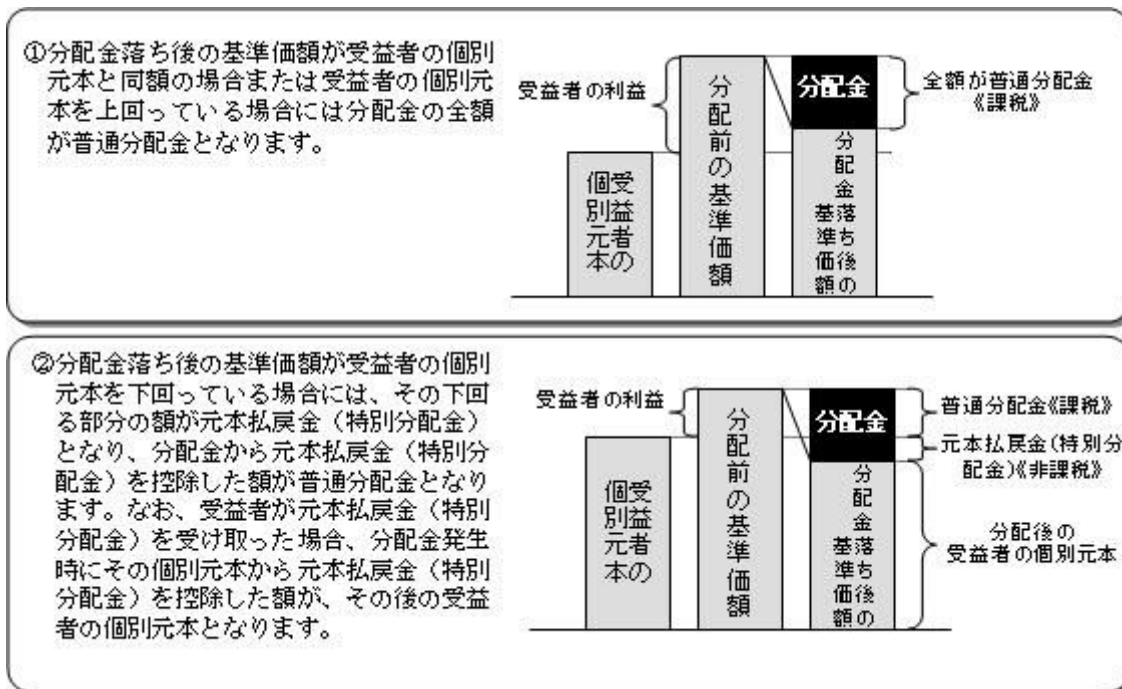 ①分配金落ち後の基準価額が受益者の個別
元本と同額の場合または受益者の個別元
本を上回っている場合には分配金の全額
が普通分配金となります。
受益者の利益
受益者の
個別元本
分配前の基準価額
分配金
分配金落ち後の
基準価額
全額が普通分配金
《課税》
②分配金落ち後の基準価額が受益者の個別
元本を下回っている場合には、その下回
る部分の額が元本払戻金（特別分配金）
となり、分配金から元本払戻金（特別分
配金）を控除した額が普通分配金となり
ます。なお、受益者が元本払戻金（特別
分配金）を受け取った場合、分配金発生
時にその個別元本から元本払戻金（特別
分配金）を控除した額が、その後の受益
者の個別元本となります。
受益者の利益
受益者の
個別元本
分配前の基準価額
分配金
分配金落ち後の
基準価額
普通分配金《課税》
元本払戻金(特別分
配金)《非課税》
分配後の
受益者の個別元本